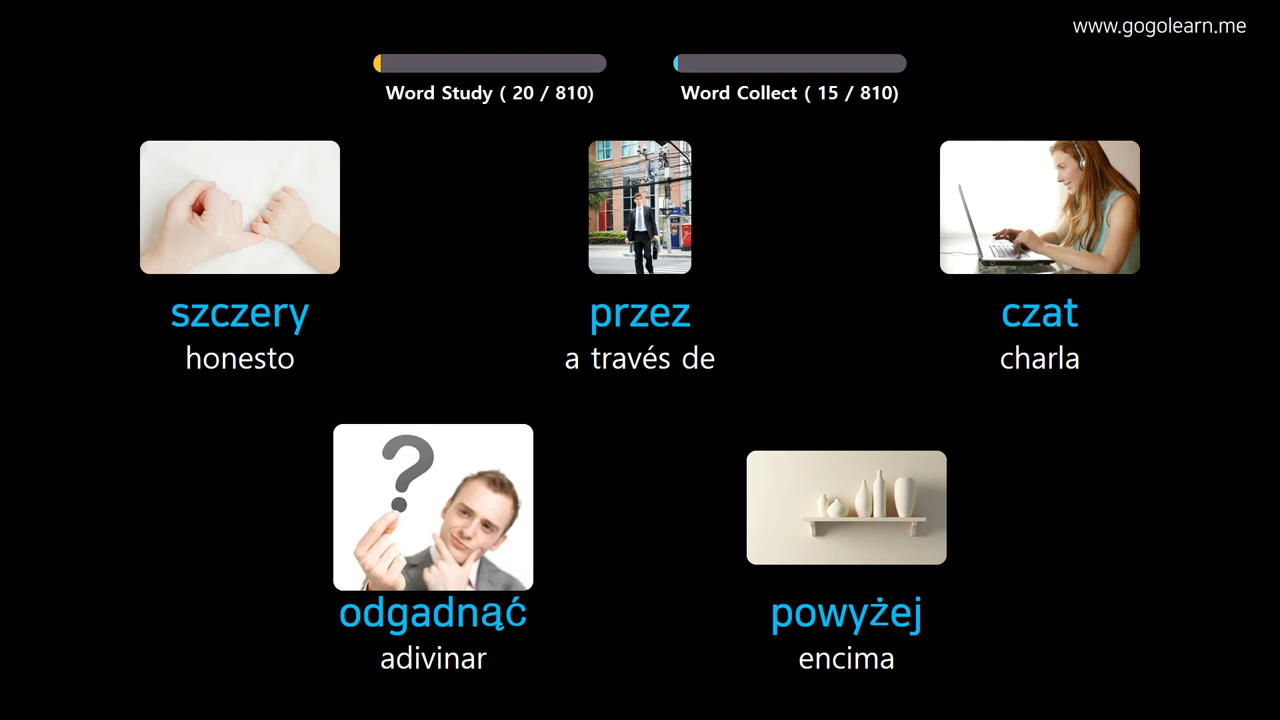 www.gogolearn.me
Word Study ( 20 / 810)
Word Collect ( 15 / 810)
szczery
honesto
przez
a través de
czat
charla
?
odgadnąć
adivinar
powyżej
encima